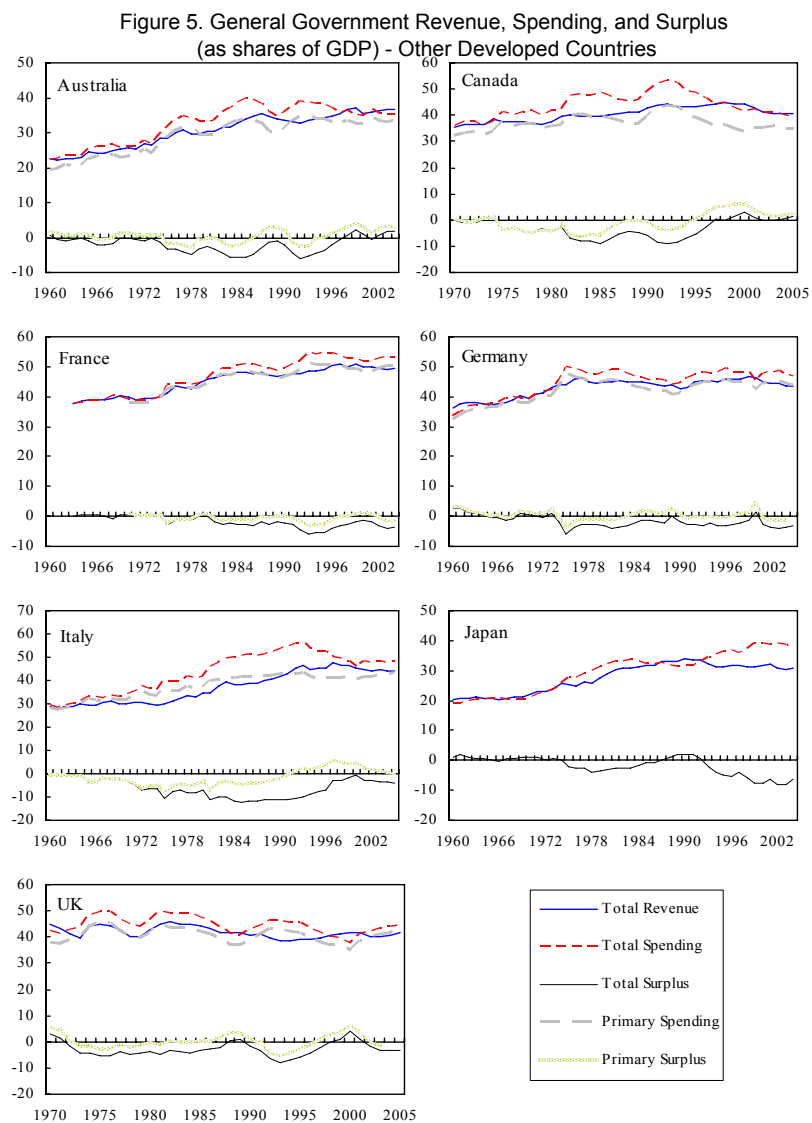 Figure 5. General Government Revenue, Spending, and Surplus
(as shares of GDP) - Other Developed Countries
Australia
50
40
30
20
10
0
-10
1960 1966 1972 1978 1984 1990 1996 2002
Canada
60
50
40
30
20
10
0
-10
-20
1970 1975 1980 1985 1990 1995 2000 2005
France
60
50
40
30
20
10
0
-10
1960 1966 1972 1978 1984 1990 1996 2002
Germany
60
50
40
30
20
10
0
-10
1960 1966 1972 1978 1984 1990 1996 2002
Italy
70
60
50
40
30
20
10
0
-10
-20
1960 1966 1972 1978 1984 1990 1996 2002
Japan
50
40
30
20
10
0
-10
-20
1960 1966 1972 1978 1984 1990 1996 2002
UK
60
50
40
30
20
10
0
-10
-20
1970 1975 1980 1985 1990 1995 2000 2005
Total Revenue
Total Spending
Total Surplus
Primary Spending
Primary Surplus